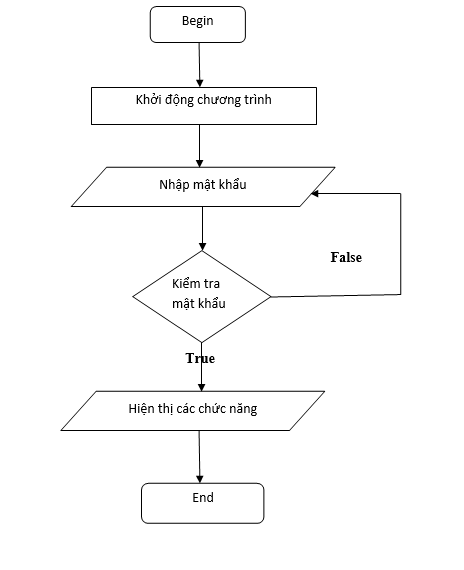 Begin
Khởi động chương trình
Nhập mật khẩu
False
Kiểm tra
mật khẩu
True
Hiện thị các chức năng
End